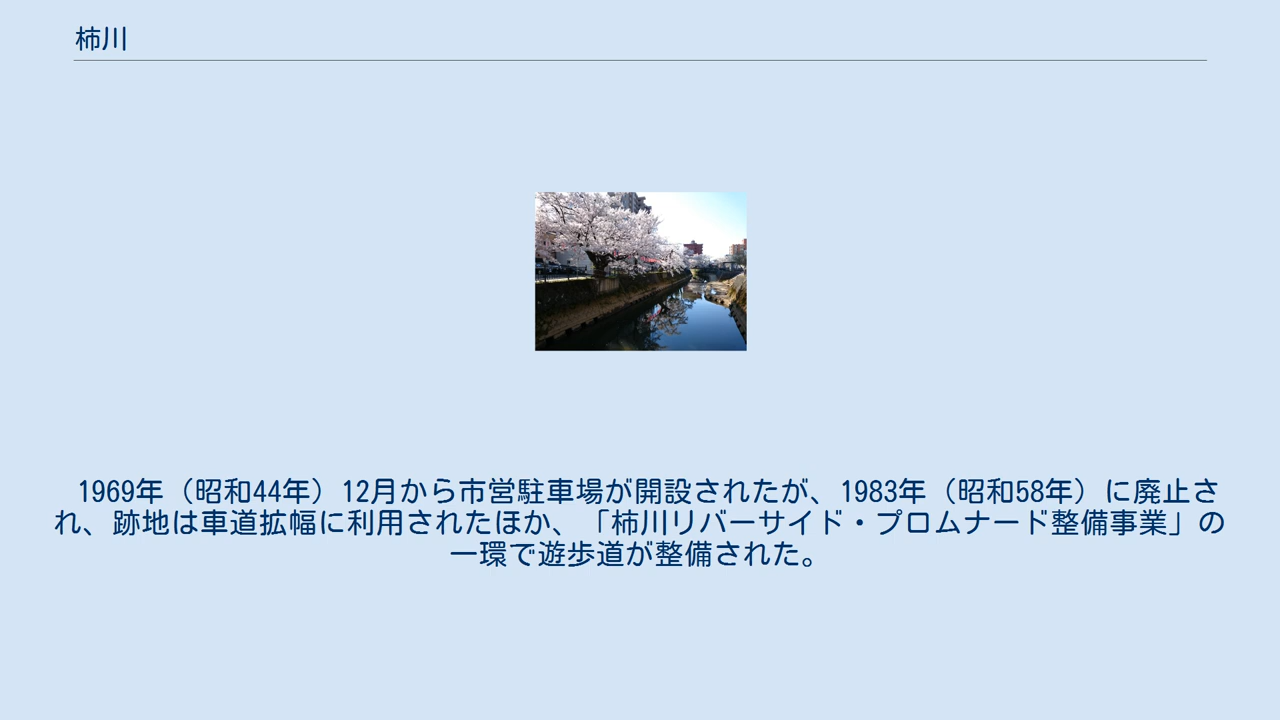 柿川
1969年（昭和44年）12月から市営駐車場が開設されたが、1983年（昭和58年）に廃止さ
れ、跡地は車道拡幅に利用されたほか、「柿川リバーサイド・プロムナード整備事業」の
一環で遊歩道が整備された。